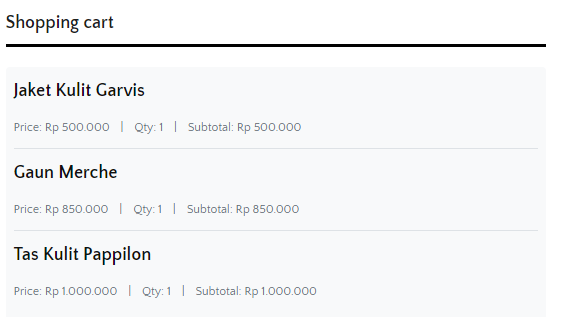 Shopping cart
Jaket Kulit Garvis
Price: Rp 500.000 | Qty: 1 | Subtotal: Rp 500.000
Gaun Merche
Price: Rp 850.000 | Qty: 1 | Subtotal: Rp 850.000
Tas Kulit Pappilon
Price: Rp 1.000.000 | Qty: 1 | Subtotal: Rp 1.000.000